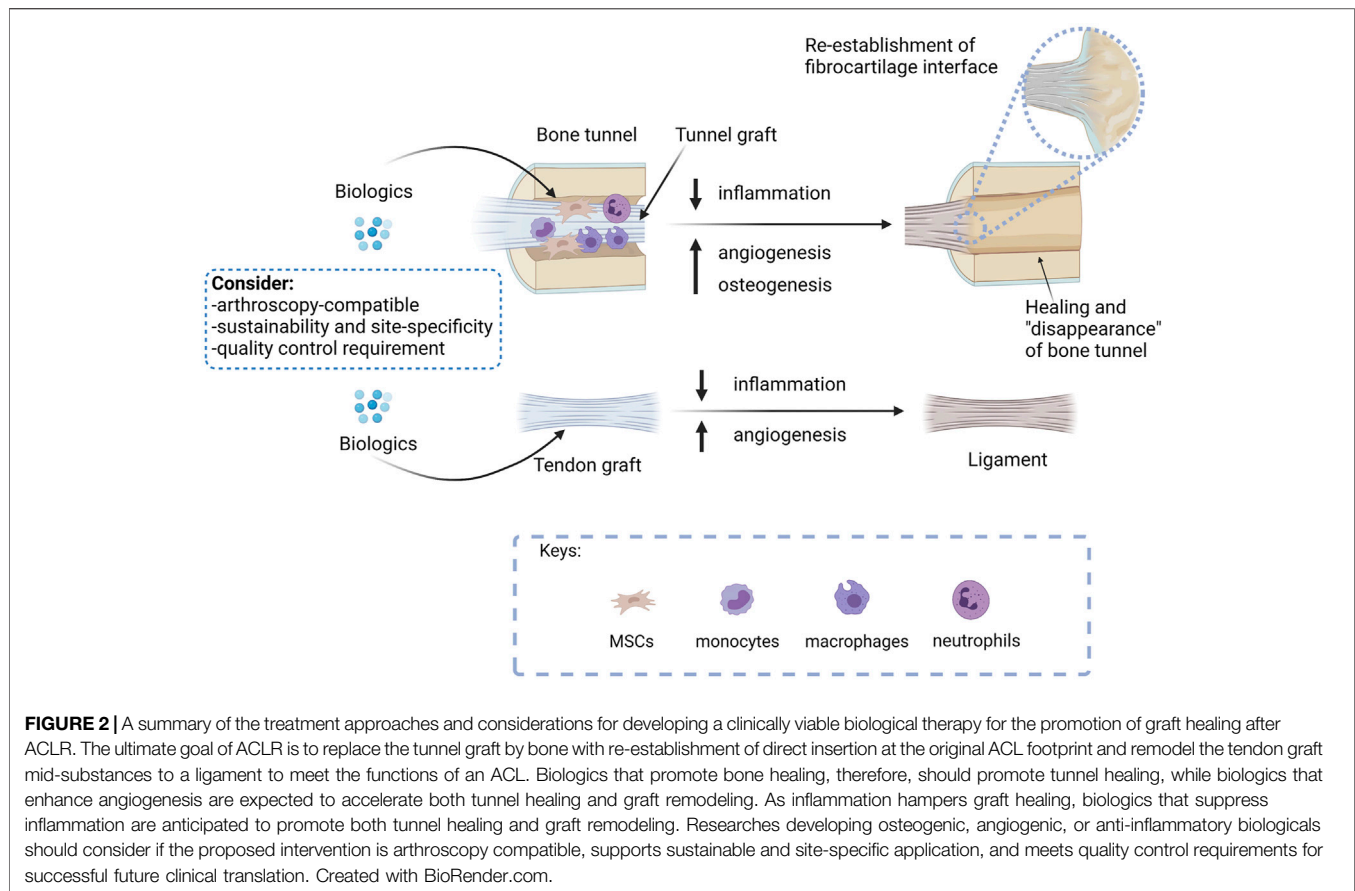 Re-establishment of
fibrocartilage interface
Bone tunnel
Tunnel graft
Biologics
inflammation
angiogenesis
osteogenesis
Consider:
-arthroscopy-compatible
-sustainability and site-specificity
-quality control requirement
Healing and
"disappearance"
of bone tunnel
Biologics
Tendon graft
inflammation
angiogenesis
Ligament
Keys:
MSCs
monocytes
macrophages
neutrophils
FIGURE 2 | A summary of the treatment approaches and considerations for developing a clinically viable biological therapy for the promotion of graft healing after
ACLR. The ultimate goal of ACLR is to replace the tunnel graft by bone with re-establishment of direct insertion at the original ACL footprint and remodel the tendon graft
mid-substances to a ligament to meet the functions of an ACL. Biologics that promote bone healing, therefore, should promote tunnel healing, while biologics that
enhance angiogenesis are expected to accelerate both tunnel healing and graft remodeling. As inflammation hampers graft healing, biologics that suppress
inflammation are anticipated to promote both tunnel healing and graft remodeling. Researches developing osteogenic, angiogenic, or anti-inflammatory biologicals
should consider if the proposed intervention is arthroscopy compatible, supports sustainable and site-specific application, and meets quality control requirements for
successful future clinical translation. Created with BioRender.com.